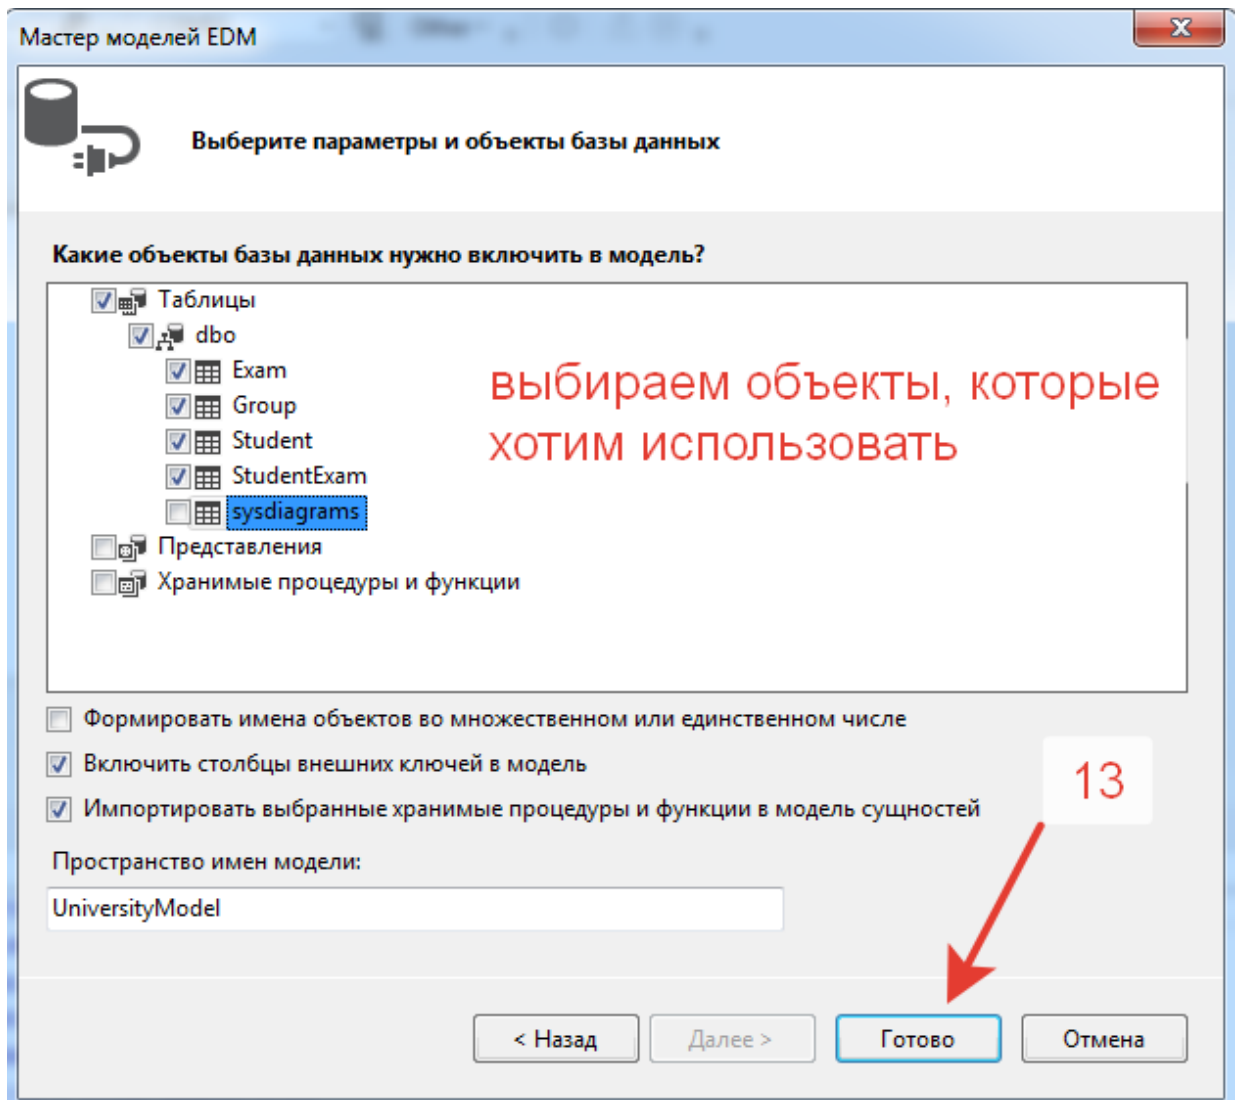 Мастер моделей EDM
Выберите параметры и объекты базы данных
Какие объекты базы данных нужно включить в модель?
Таблицы
dbo
Exam
Group
Student
StudentExam
sysdiagrams
Представления
Хранимые процедуры и функции
выбираем объекты, которые
хотим использовать
Формировать имена объектов во множественном или единственном числе
Включить столбцы внешних ключей в модель
Импортировать выбранные хранимые процедуры и функции в модель сущностей
13
Пространство имен модели:
UniversityModel
< Назад
Далее >
Готово
Отмена